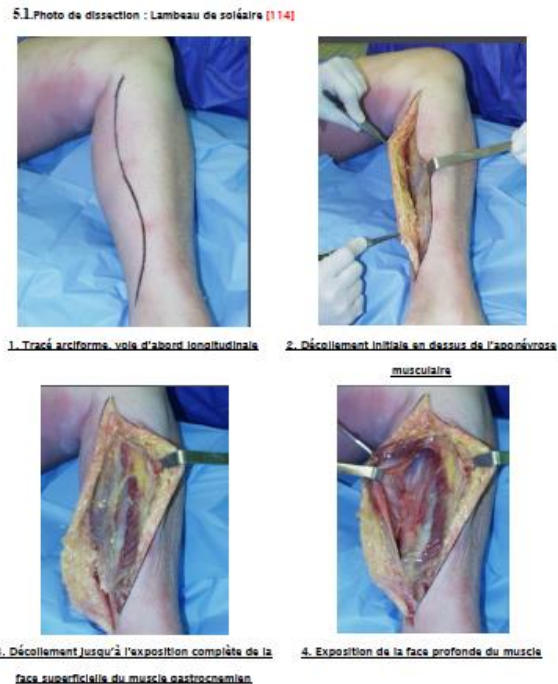 5.1.Photo de dissection : Lambeau de soléaire [114]
1. Tracé arciforme, voie d'abord longitudinale
2. Décollement initiale en dessus de l'aponévrose
musculaire
3. Décollement jusqu'à l'exposition complète de la
face superficielle du muscle gastrocnemien
4. Exposition de la face profonde du muscle